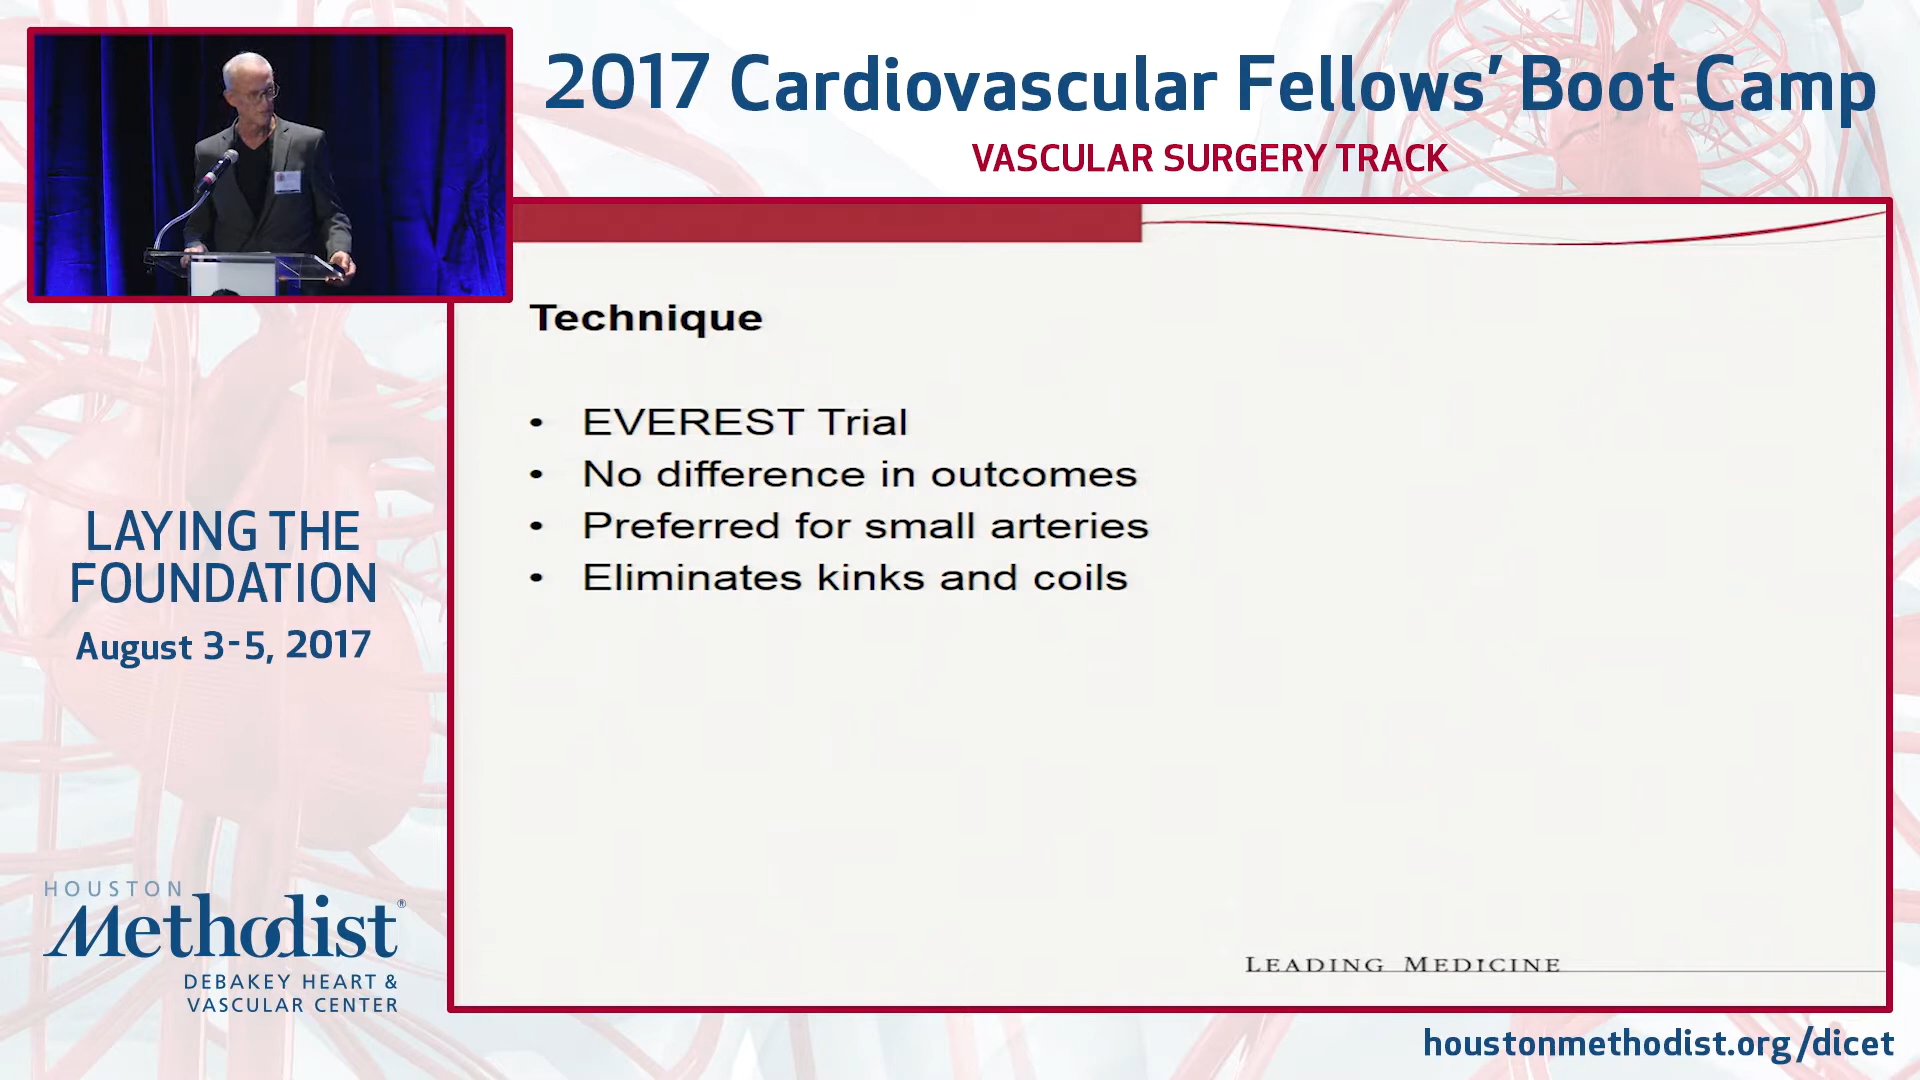 2017 Cardiovascular Fellows’ Boot Camp
VASCULAR SURGERY TRACK
Technique
• EVEREST Trial
• No difference in outcomes
• Preferred for small arteries
• Eliminates kinks and coils
LEADING MEDICINE
LAYING THE
FOUNDATION
August 3-5, 2017
HOUSTON
Methodist®
DEBAKEY HEART &
VASCULAR CENTER
houstonmethodist.org/dicet